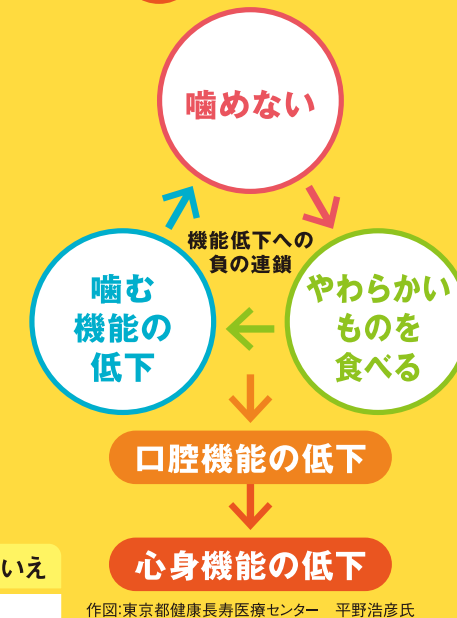 噛めない
機能低下への
負の連鎖
噛む
機能の
低下
やわらかい
ものを
食べる
口腔機能の低下
心身機能の低下
いえ
作図:東京都健康長寿医療センター　平野浩彦氏